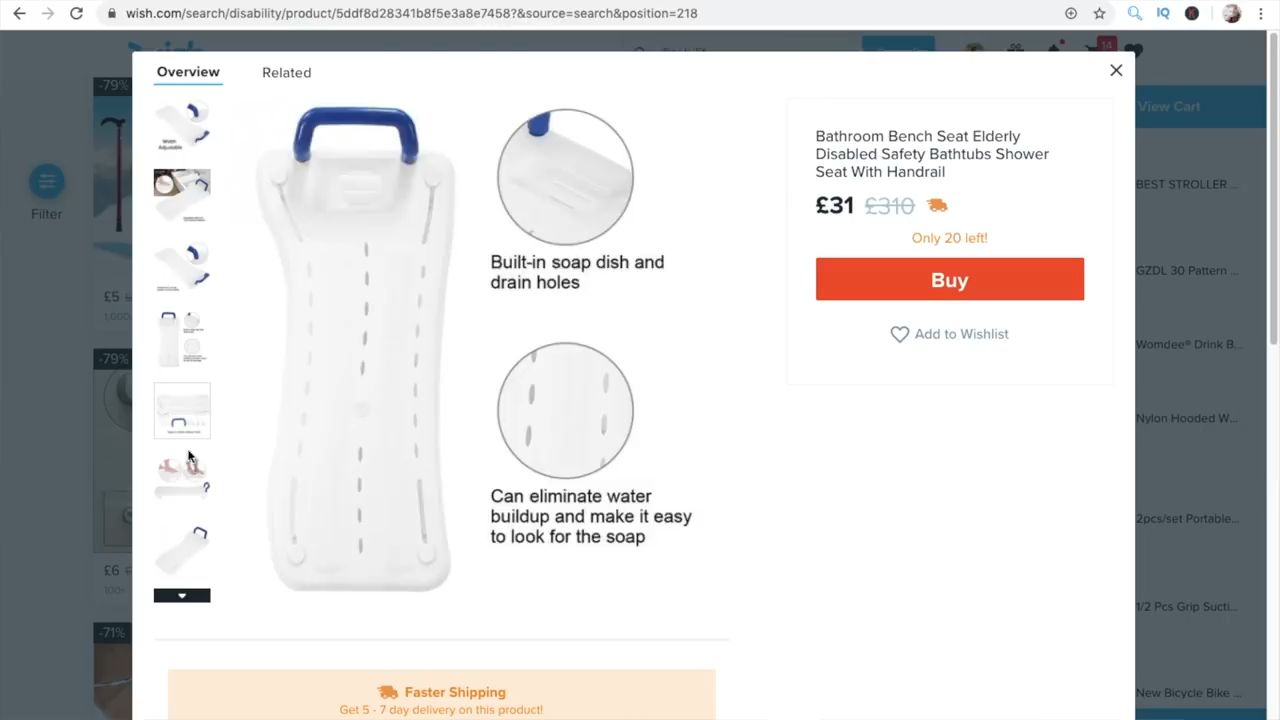 wish.com/search/disability/product/5ddf8d28341b8f5e3a8e7458?&source=search&position=218
14
Overview
Related
View Cart
-79%
Filter
£5
-79%
£6
100+
-71%
Width
Adjustable
Built-in soap dish and
drain holes
Can eliminate water
buildup and make it easy
to look for the soap
Bathroom Bench Seat Elderly
Disabled Safety Bathtubs Shower
Seat With Handrail
£31 £310
Only 20 left!
Buy
Add to Wishlist
BEST STROLLER ...
GZDL 30 Pattern ...
Womdee® Drink B...
Nylon Hooded W...
2pcs/set Portable...
1/2 Pcs Grip Sucti...
New Bicycle Bike ...
Faster Shipping
Get 5 - 7 day delivery on this product!